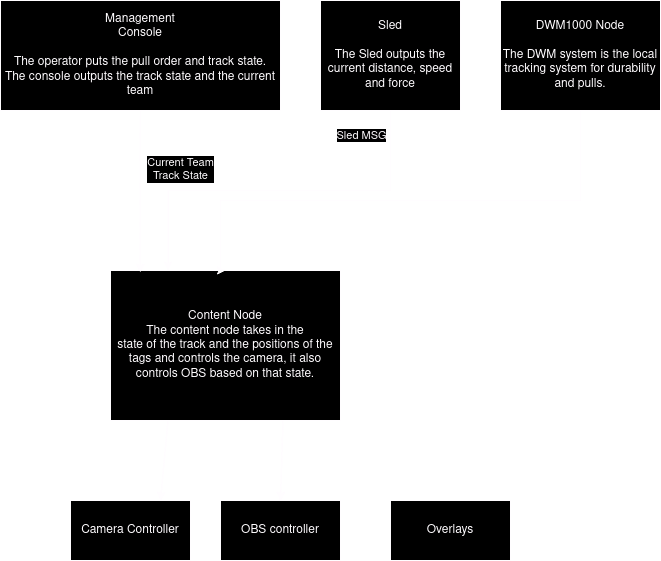 Management
Console
The operator puts the pull order and track state.
The console outputs the track state and the current
team
Sled
The Sled outputs the
current distance, speed
and force
DWM1000 Node
The DWM system is the local
tracking system for durability
and pulls.
Sled MSG
Current Team
Track State
Content Node
The content node takes in the
state of the track and the positions of the
tags and controls the camera, it also
controls OBS based on that state.
Camera Controller
OBS controller
Overlays